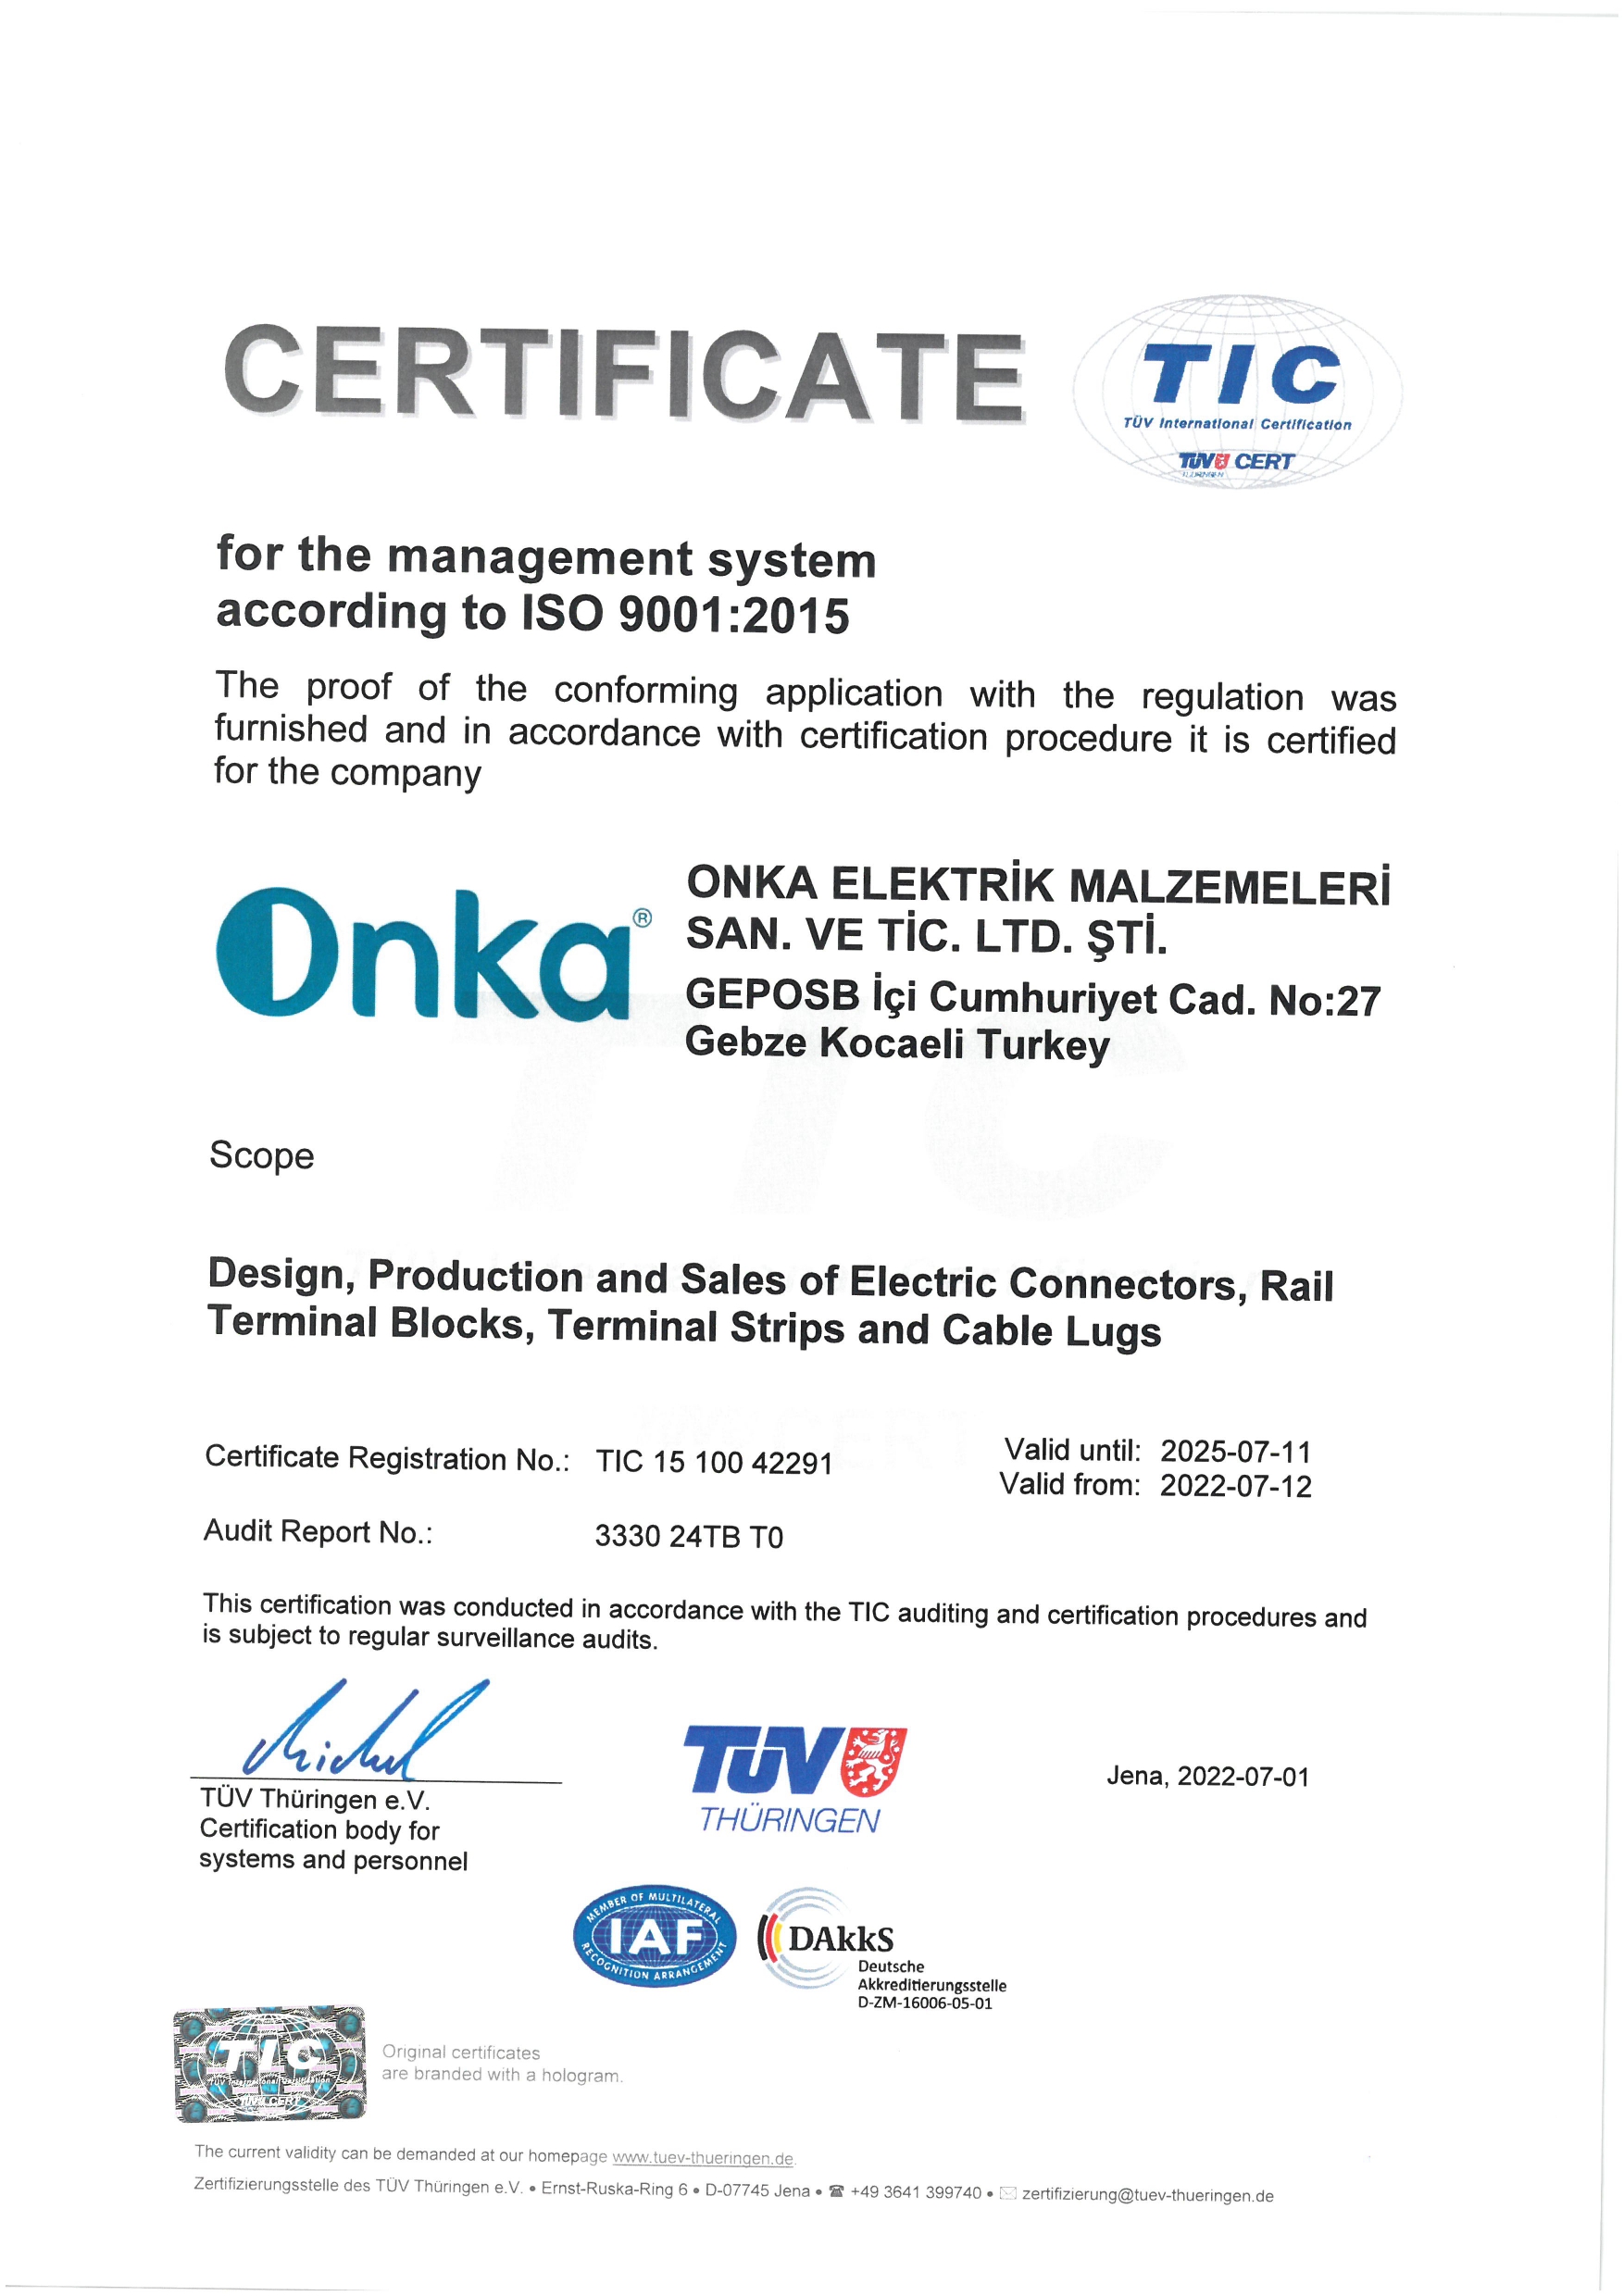 CERTIFICATE
TIC
TÜV International Certification
TÜV CERT
THÜRINGEN
for the management system
according to ISO 9001:2015
The proof of the conforming application with the regulation was
furnished and in accordance with certification procedure it is certified
for the company
Onka®
ONKA ELEKTRİK MALZEMELERİ
SAN. VE TİC. LTD. ŞTİ.
GEPOSB İçi Cumhuriyet Cad. No:27
Gebze Kocaeli Turkey
Scope
Design, Production and Sales of Electric Connectors, Rail
Terminal Blocks, Terminal Strips and Cable Lugs
Certificate Registration No.: TIC 15 100 42291
Valid until: 2025-07-11
Valid from: 2022-07-12
Audit Report No.: 3330 24TB T0
This certification was conducted in accordance with the TIC auditing and certification procedures and
is subject to regular surveillance audits.
TÜV Thüringen e.V.
Certification body for
systems and personnel
TÜV
THÜRINGEN
Jena, 2022-07-01
MEMBER OF MULTILATERAL
IAF
RECOGNITION ARRANGEMENT
DAkkS
Deutsche
Akkreditierungsstelle
D-ZM-16006-05-01
TIC
TÜV International Certification
TÜV CERT
Original certificates
are branded with a hologram.
The current validity can be demanded at our homepage www.tuev-thueringen.de.
Zertifizierungsstelle des TÜV Thüringen e.V. • Ernst-Ruska-Ring 6 • D-07745 Jena • ☎ +49 3641 399740 • ✉ zertifizierung@tuev-thueringen.de